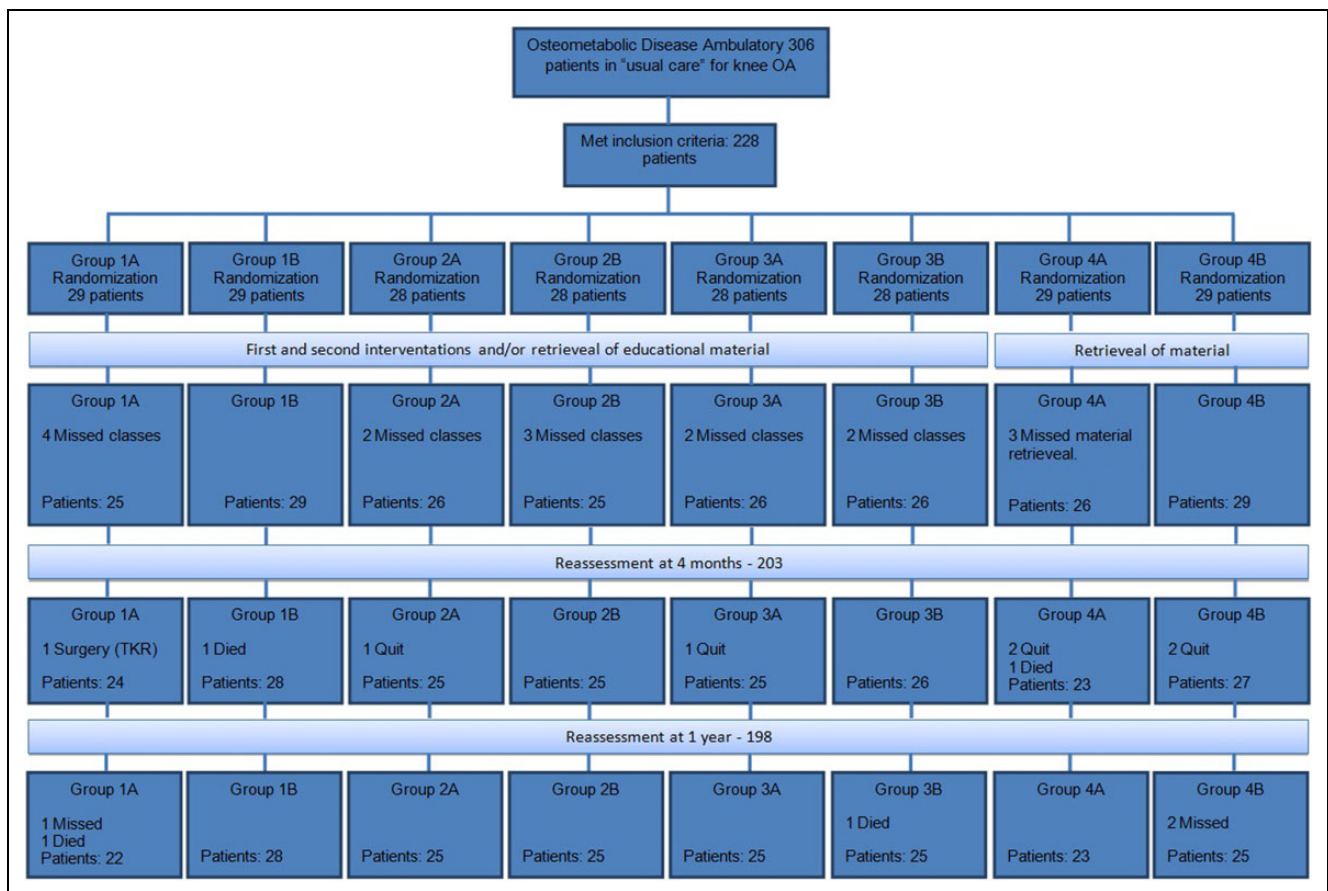 Osteometabolic Disease Ambulatory 306
patients in “usual care” for knee OA
Met inclusion criteria: 228
patients
Group 1A
Randomization
29 patients
Group 1B
Randomization
29 patients
Group 2A
Randomization
28 patients
Group 2B
Randomization
28 patients
Group 3A
Randomization
28 patients
Group 3B
Randomization
28 patients
Group 4A
Randomization
29 patients
Group 4B
Randomization
29 patients
First and second interventations and/or retrieveal of educational material
Retrieveal of material
Group 1A
4 Missed classes
Patients: 25
Group 1B
Patients: 29
Group 2A
2 Missed classes
Patients: 26
Group 2B
3 Missed classes
Patients: 25
Group 3A
2 Missed classes
Patients: 26
Group 3B
2 Missed classes
Patients: 26
Group 4A
3 Missed material
retrieveal.
Patients: 26
Group 4B
Patients: 29
Reassessment at 4 months - 203
Group 1A
1 Surgery (TKR)
Patients: 24
Group 1B
1 Died
Patients: 28
Group 2A
1 Quit
Patients: 25
Group 2B
Patients: 25
Group 3A
1 Quit
Patients: 25
Group 3B
Patients: 26
Group 4A
2 Quit
1 Died
Patients: 23
Group 4B
2 Quit
Patients: 27
Reassessment at 1 year - 198
Group 1A
1 Missed
1 Died
Patients: 22
Group 1B
Patients: 28
Group 2A
Patients: 25
Group 2B
Patients: 25
Group 3A
Patients: 25
Group 3B
1 Died
Patients: 25
Group 4A
Patients: 23
Group 4B
2 Missed
Patients: 25